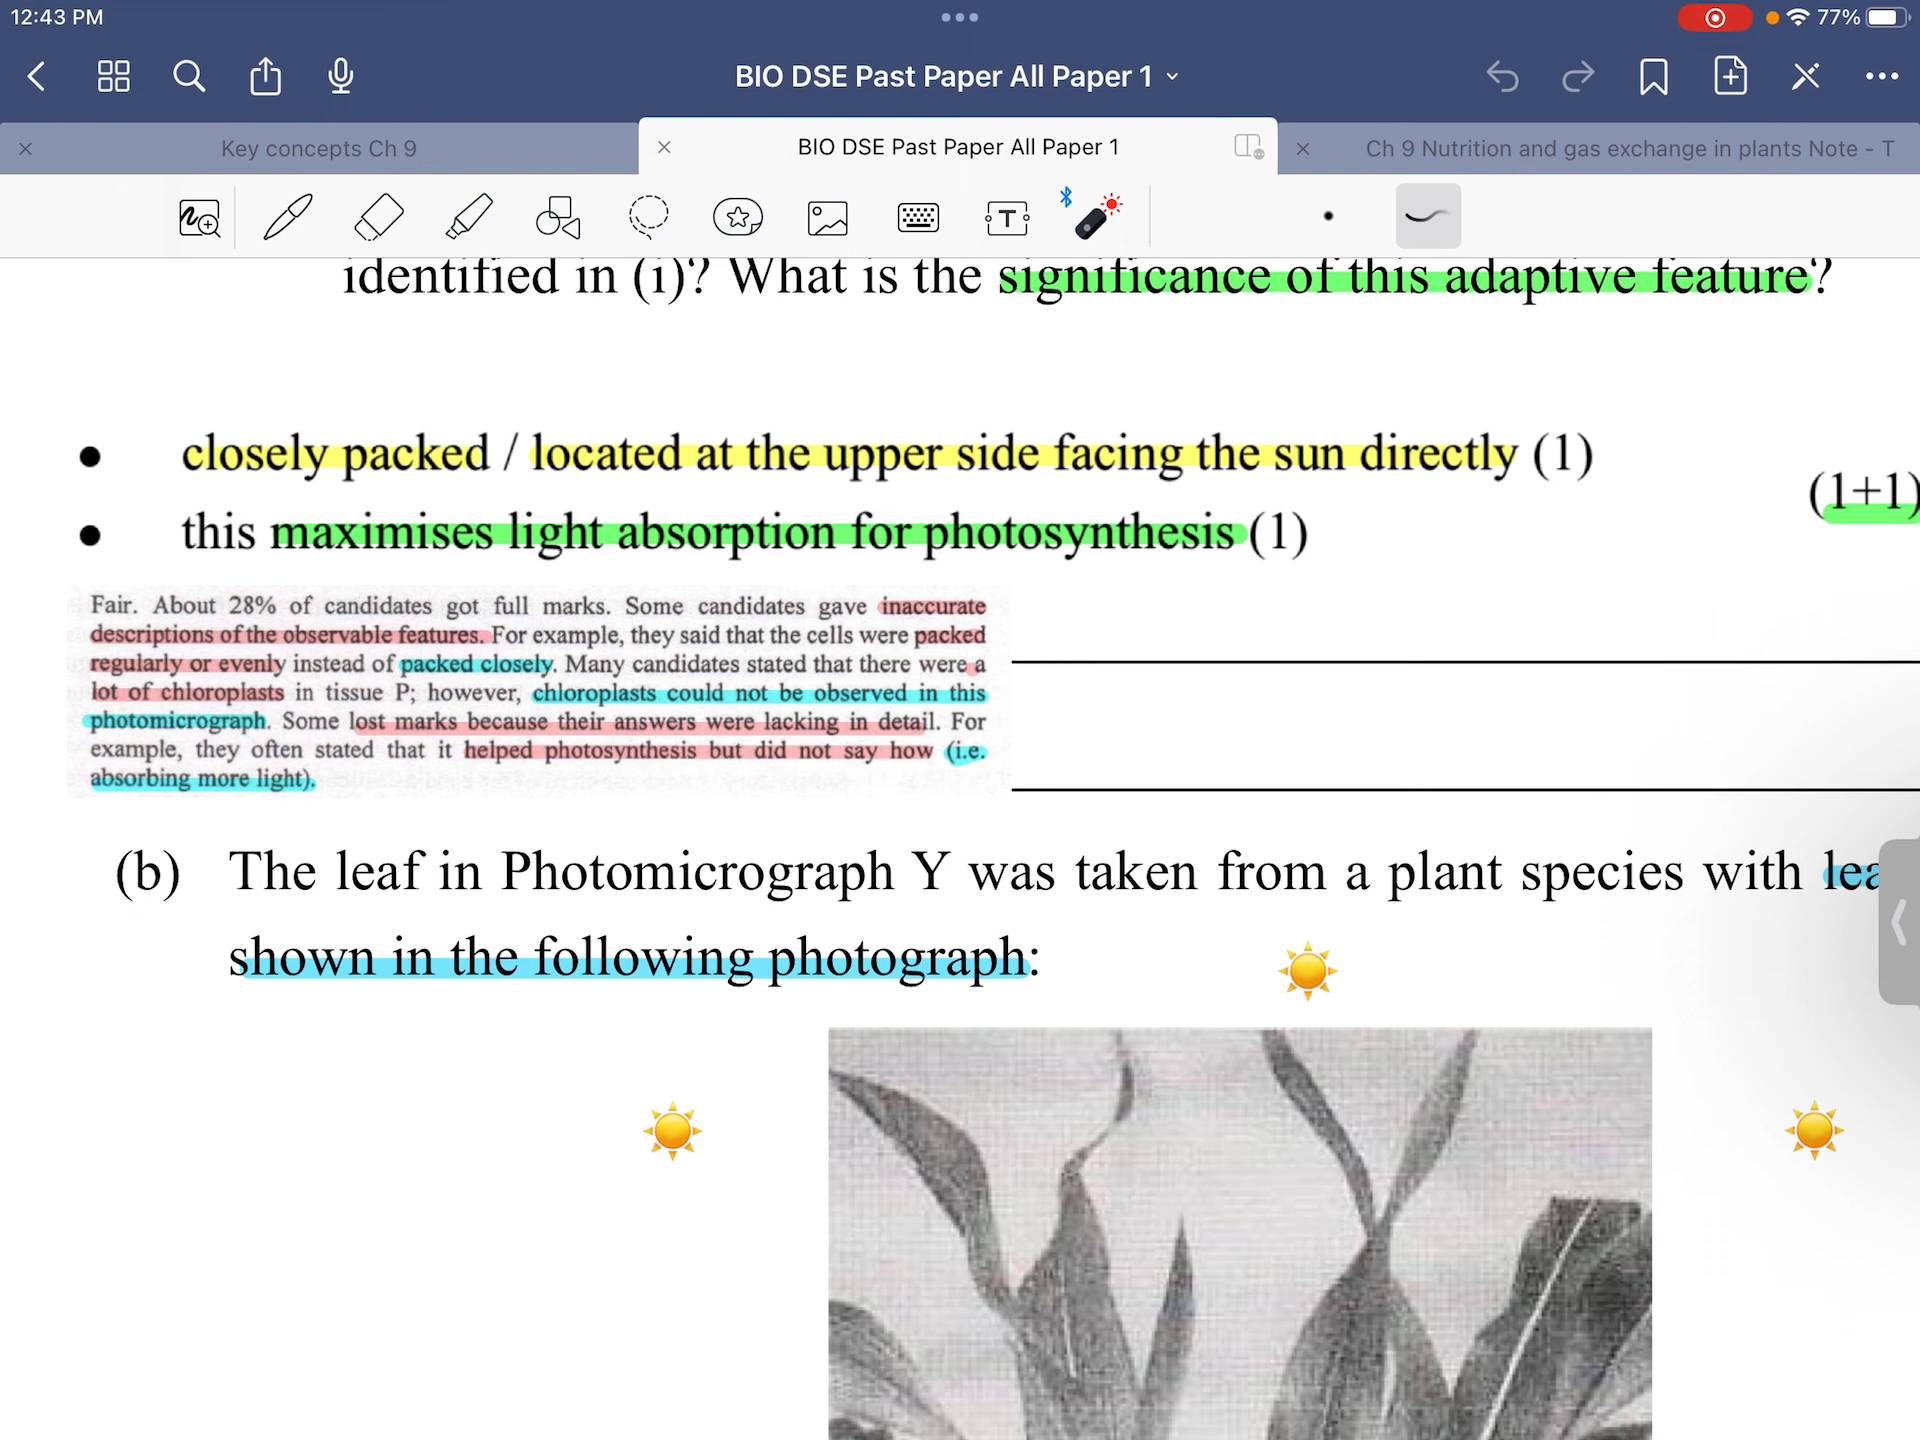 12:43 PM
77%
BIO DSE Past Paper All Paper 1
Key concepts Ch 9
BIO DSE Past Paper All Paper 1
Ch 9 Nutrition and gas exchange in plants Note - T
T
identified in (i)? What is the significance of this adaptive feature?
• closely packed / located at the upper side facing the sun directly (1)
(1+1)
• this maximises light absorption for photosynthesis (1)
Fair. About 28% of candidates got full marks. Some candidates gave inaccurate
descriptions of the observable features. For example, they said that the cells were packed
regularly or evenly instead of packed closely. Many candidates stated that there were a
lot of chloroplasts in tissue P; however, chloroplasts could not be observed in this
photomicrograph. Some lost marks because their answers were lacking in detail. For
example, they often stated that it helped photosynthesis but did not say how (i.e.
absorbing more light).
(b) The leaf in Photomicrograph Y was taken from a plant species with lea
shown in the following photograph: